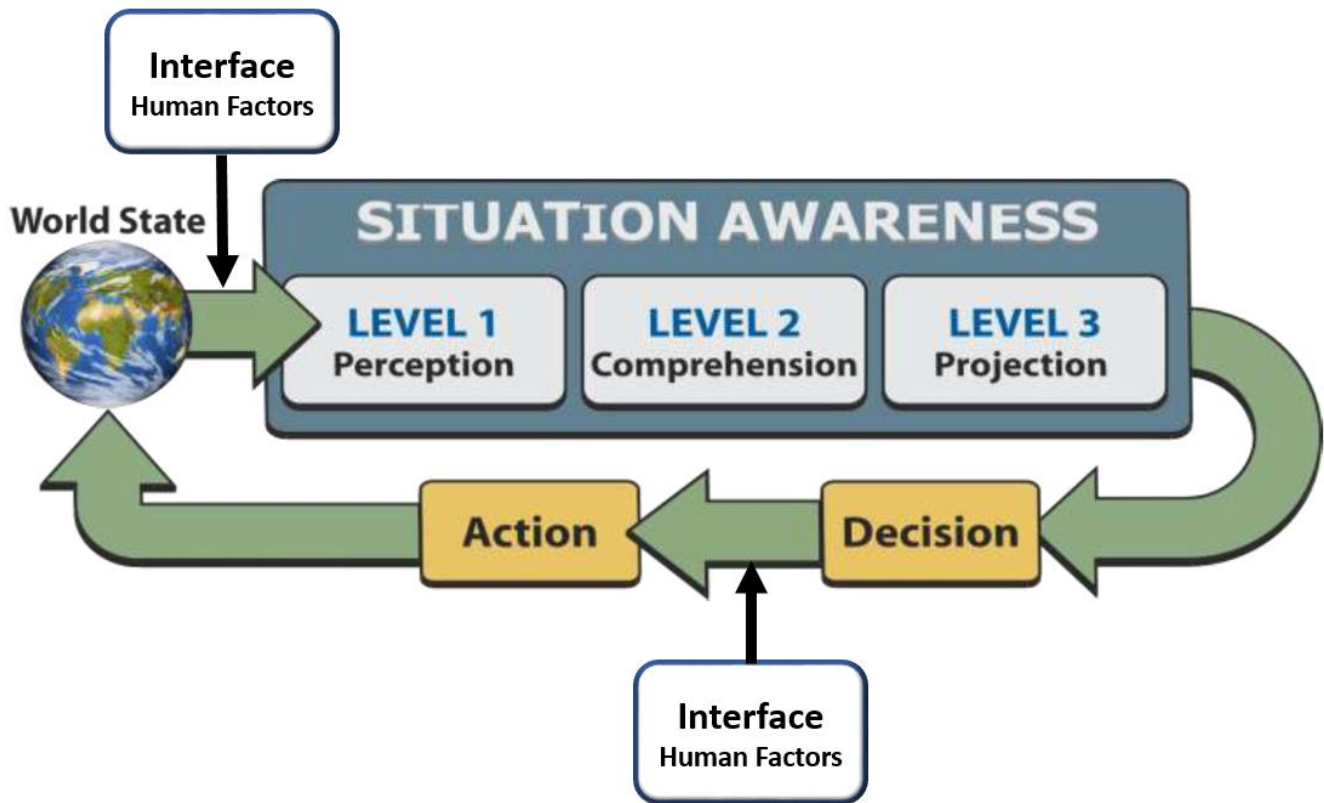 Interface
Human Factors
World State
SITUATION AWARENESS
LEVEL 1
Perception
LEVEL 2
Comprehension
LEVEL 3
Projection
Action
Decision
Interface
Human Factors